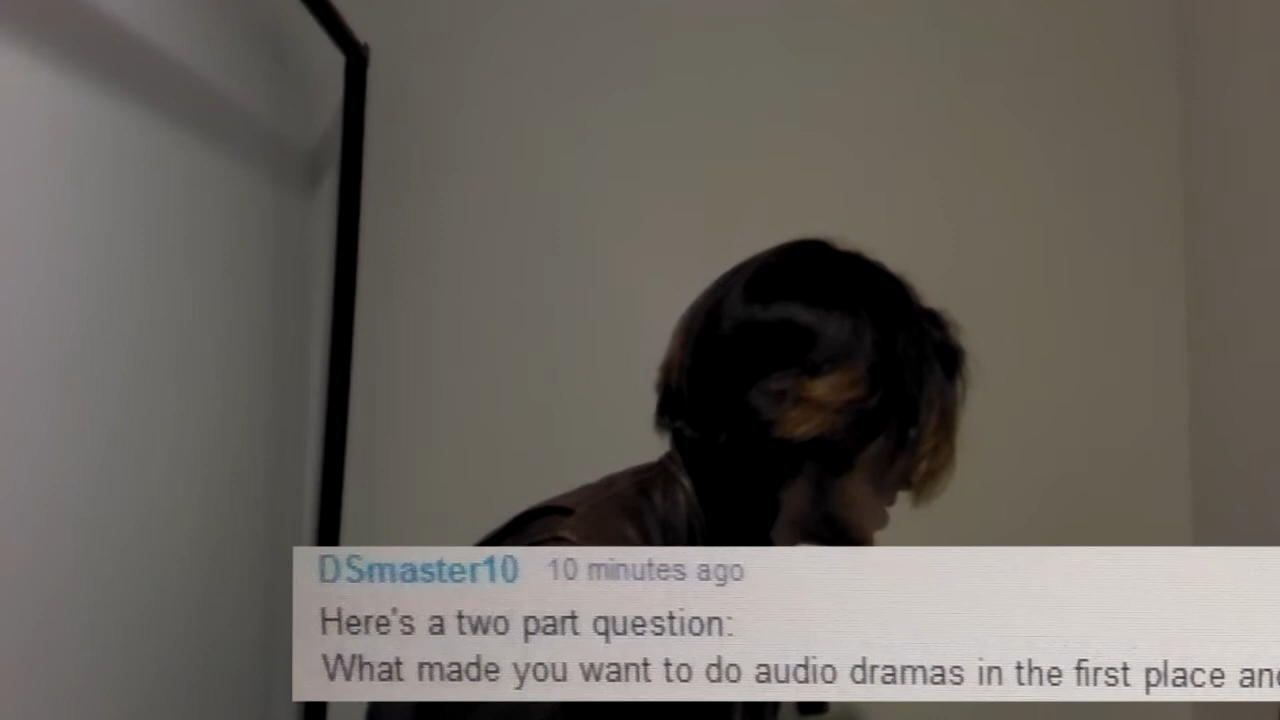 DSmaster10 10 minutes ago
Here's a two part question:
What made you want to do audio dramas in the first place